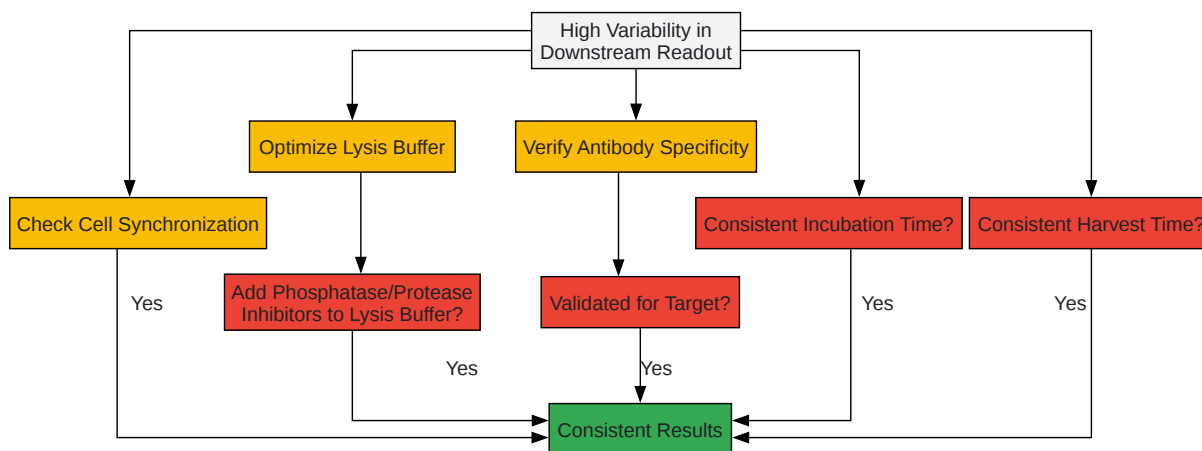 High Variability in
Downstream Readout
Optimize Lysis Buffer
Verify Antibody Specificity
Check Cell Synchronization
Consistent Incubation Time?
Consistent Harvest Time?
Add Phosphatase/Protease
Inhibitors to Lysis Buffer?
Validated for Target?
Yes
Yes
Yes
Yes
Yes
Consistent Results